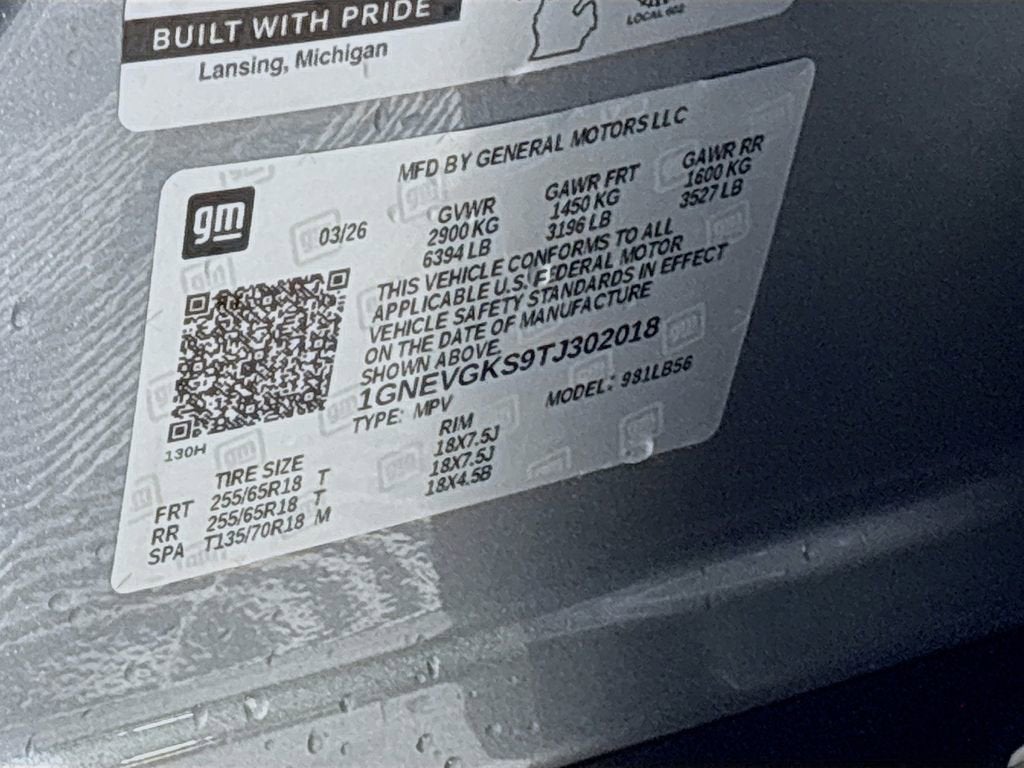 BUILT WITH PRIDE
Lansing, Michigan
LOCAL 602
MFD BY GENERAL MOTORS LLC
gm
03/26
GVWR GAWR FRT GAWR RR
2900 KG 1450 KG 1600 KG
6394 LB 3196 LB 3527 LB
THIS VEHICLE CONFORMS TO ALL
APPLICABLE U.S. FEDERAL MOTOR
VEHICLE SAFETY STANDARDS IN EFFECT
ON THE DATE OF MANUFACTURE
SHOWN ABOVE.
1GNEVGKS9TJ302018
TYPE: MPV MODEL: 981LB56
130H
TIRE SIZE RIM
FRT 255/65R18 T 18X7.5J
RR 255/65R18 T 18X7.5J
SPA T135/70R18 M 18X4.5B